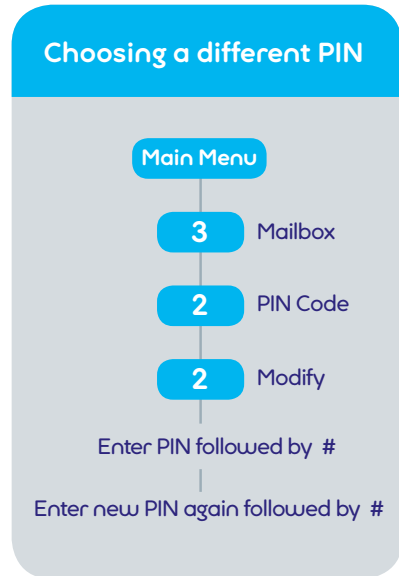 Choosing a different PIN
Main Menu
3 Mailbox
2 PIN Code
2 Modify
Enter PIN followed by #
Enter new PIN again followed by #